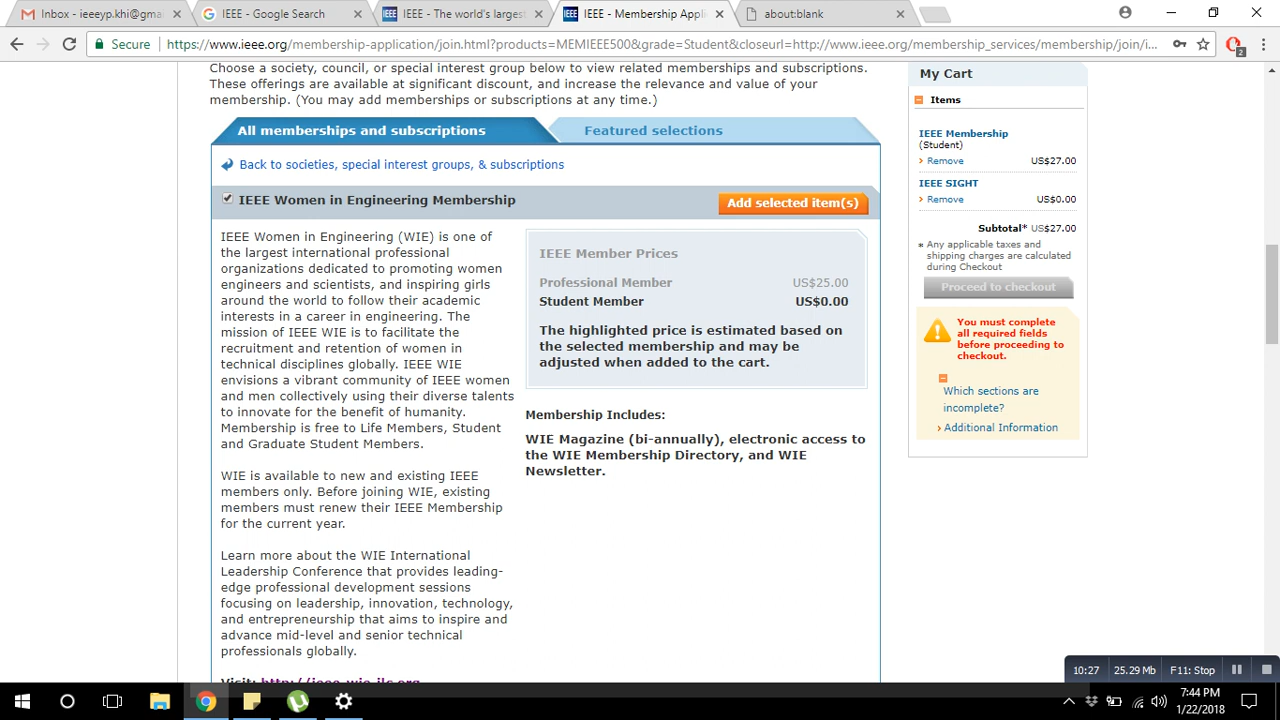 Inbox - ieeeyp.khi@gma
IEEE - Google Search
IEEE - The world's largest
IEEE - Membership Appli
about:blank
Secure
https://www.ieee.org/membership-application/join.html?products=MEMIEEE500&grade=Student&closeurl=http://www.ieee.org/membership_services/membership/join/i...
2
Choose a society, council, or special interest group below to view related memberships and subscriptions.
These offerings are available at significant discount, and increase the relevance and value of your
membership. (You may add memberships or subscriptions at any time.)
All memberships and subscriptions
Featured selections
Back to societies, special interest groups, & subscriptions
IEEE Women in Engineering Membership
Add selected item(s)
IEEE Women in Engineering (WIE) is one of
the largest international professional
organizations dedicated to promoting women
engineers and scientists, and inspiring girls
around the world to follow their academic
interests in a career in engineering. The
mission of IEEE WIE is to facilitate the
recruitment and retention of women in
technical disciplines globally. IEEE WIE
envisions a vibrant community of IEEE women
and men collectively using their diverse talents
to innovate for the benefit of humanity.
Membership is free to Life Members, Student
and Graduate Student Members.
WIE is available to new and existing IEEE
members only. Before joining WIE, existing
members must renew their IEEE Membership
for the current year.
Learn more about the WIE International
Leadership Conference that provides leading-
edge professional development sessions
focusing on leadership, innovation, technology,
and entrepreneurship that aims to inspire and
advance mid-level and senior technical
professionals globally.
Visit: http://ieee-wie-ilc.org
IEEE Member Prices
Professional Member US$25.00
Student Member US$0.00
The highlighted price is estimated based on
the selected membership and may be
adjusted when added to the cart.
Membership Includes:
WIE Magazine (bi-annually), electronic access to
the WIE Membership Directory, and WIE
Newsletter.
My Cart
Items
IEEE Membership
(Student)
Remove US$27.00
IEEE SIGHT
Remove US$0.00
Subtotal* US$27.00
* Any applicable taxes and
shipping charges are calculated
during Checkout
Proceed to checkout
You must complete
all required fields
before proceeding to
checkout.
Which sections are
incomplete?
Additional Information
10:27 25.29 Mb F11: Stop
7:44 PM
1/22/2018